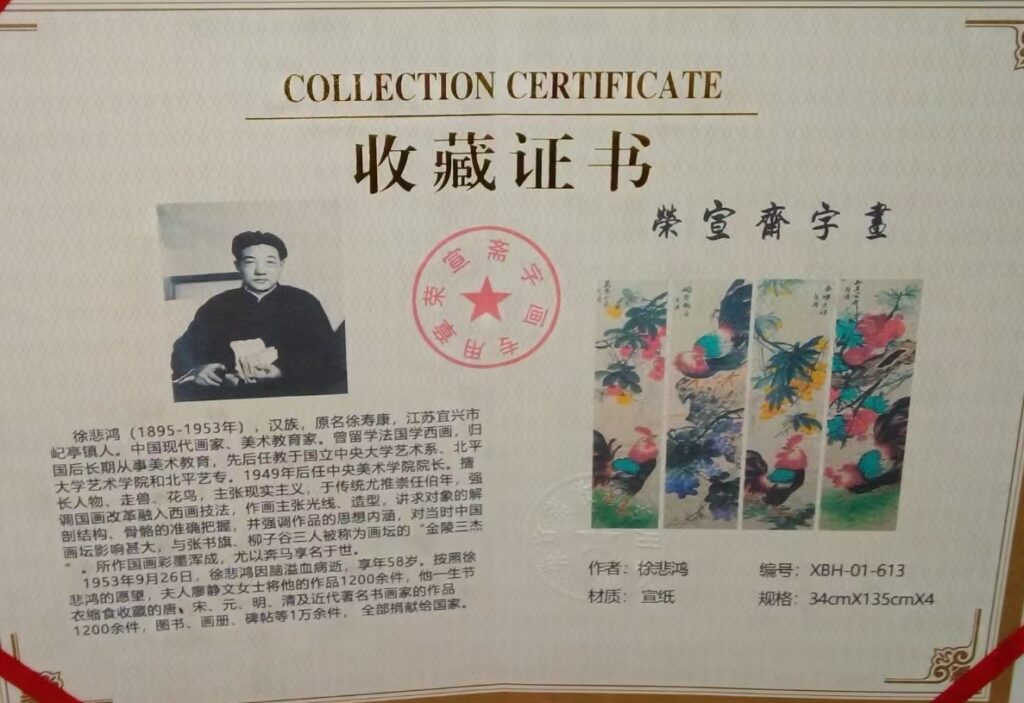 COLLECTION CERTIFICATE
收藏证书
榮宣齋字畫
荣宣斋字画
专用章
徐悲鸿（1895-1953年），汉族，原名徐寿康，江苏宜兴市
屺亭镇人。中国现代画家、美术教育家。曾留学法国学西画，归
国后长期从事美术教育，先后任教于国立中央大学艺术系、北平
大学艺术学院和北平艺专。1949年后任中央美术学院院长。擅
长人物、走兽、花鸟，主张现实主义，于传统尤推崇任伯年，强
调国画改革融入西画技法，作画主张光线、造型，讲求对象的解
剖结构、骨骼的准确把握，并强调作品的思想内涵，对当时中国
画坛影响甚大，与张书旗、柳子谷三人被称为画坛的“金陵三杰
”。所作国画彩墨浑成，尤以奔马享名于世。
1953年9月26日，徐悲鸿因脑溢血病逝，享年58岁。按照徐
悲鸿的愿望，夫人廖静文女士将他的作品1200余件，他一生节
衣缩食收藏的唐、宋、元、明、清及近代著名书画家的作品
1200余件，图书、画册、碑帖等1万余件，全部捐献给国家。
作者：徐悲鸿 编号：XBH-01-613
材质：宣纸 规格：34cmX135cmX4